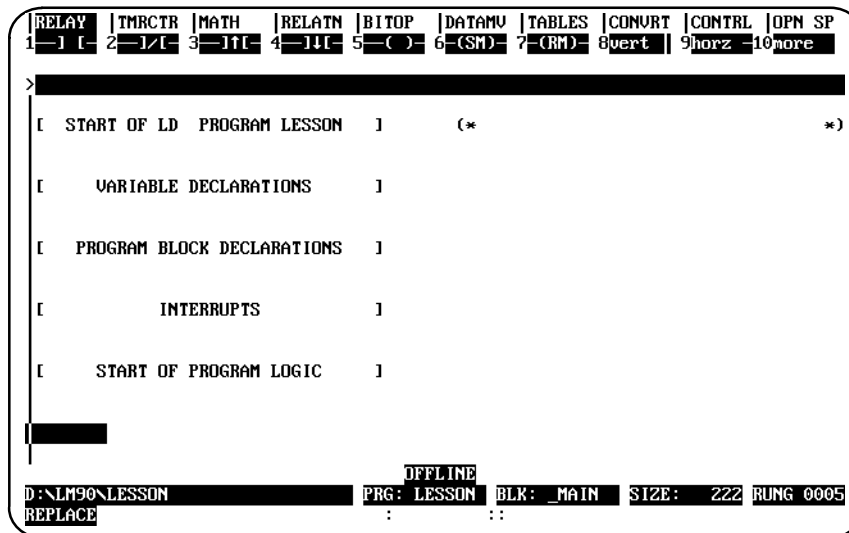 |RELAY |TMRCTR |MATH |RELATN |BITOP |DATAMV |TABLES |CONVRT |CONTRL |OPN SP
1—] [— 2—]/[— 3—]↑[— 4—]↓[— 5—( )— 6—(SM)— 7—(RM)— 8vert | 9horz —10more
>
[ START OF LD PROGRAM LESSON ] (* *)
[ VARIABLE DECLARATIONS ]
[ PROGRAM BLOCK DECLARATIONS ]
[ INTERRUPTS ]
[ START OF PROGRAM LOGIC ]
OFFLINE
D:\LM90\LESSON PRG: LESSON BLK: _MAIN SIZE: 222 RUNG 0005
REPLACE : ::